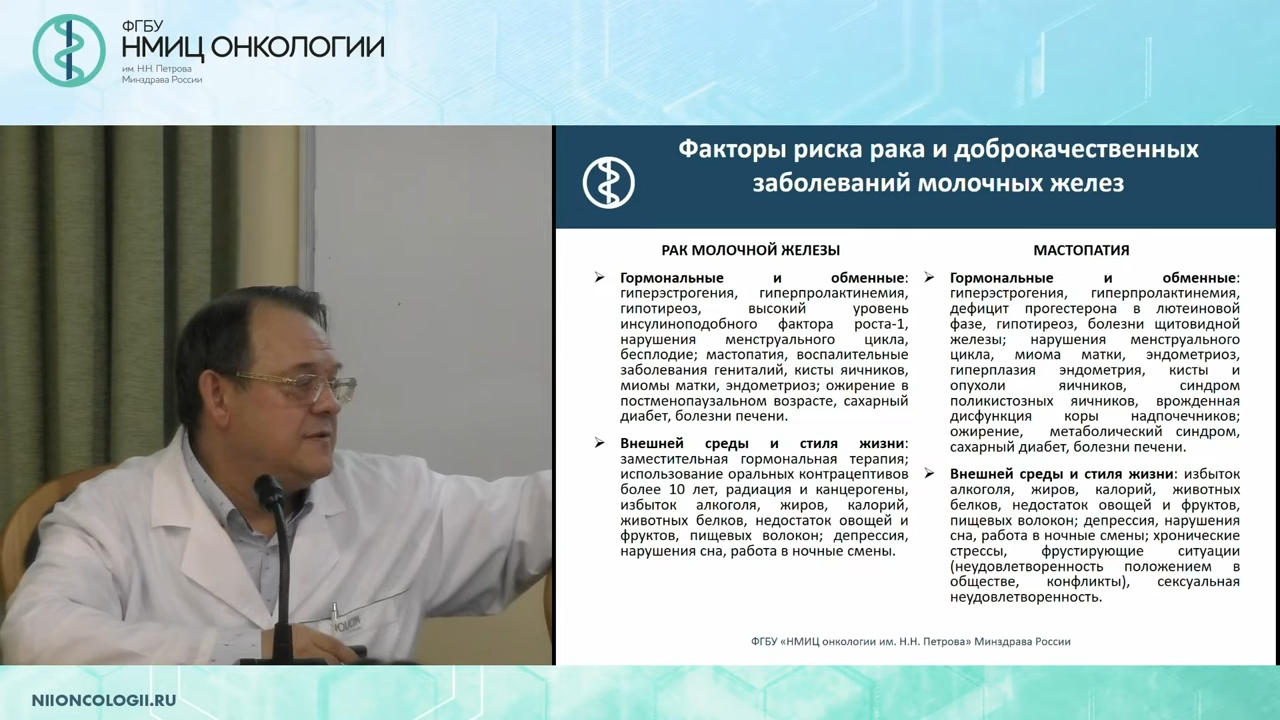 ФГБУ
НМИЦ ОНКОЛОГИИ
им. Н.Н. Петрова
Минздрава России
Факторы риска рака и доброкачественных
заболеваний молочных желез
РАК МОЛОЧНОЙ ЖЕЛЕЗЫ
Гормональные и обменные:
гиперэстрогения, гиперпролактинемия,
гипотиреоз, высокий уровень
инсулиноподобного фактора роста-1,
нарушения менструального цикла,
бесплодие; мастопатия, воспалительные
заболевания гениталий, кисты яичников,
миомы матки, эндометриоз; ожирение в
постменопаузальном возрасте, сахарный
диабет, болезни печени.
Внешней среды и стиля жизни:
заместительная гормональная терапия;
использование оральных контрацептивов
более 10 лет, радиация и канцерогены,
избыток алкоголя, жиров, калорий,
животных белков, недостаток овощей и
фруктов, пищевых волокон; депрессия,
нарушения сна, работа в ночные смены.
МАСТОПАТИЯ
Гормональные и обменные:
гиперэстрогения, гиперпролактинемия,
дефицит прогестерона в лютеиновой
фазе, гипотиреоз, болезни щитовидной
железы; нарушения менструального
цикла, миома матки, эндометриоз,
гиперплазия эндометрия, кисты и
опухоли яичников, синдром
поликистозных яичников, врожденная
дисфункция коры надпочечников;
ожирение, метаболический синдром,
сахарный диабет, болезни печени.
Внешней среды и стиля жизни: избыток
алкоголя, жиров, калорий, животных
белков, недостаток овощей и фруктов,
пищевых волокон; депрессия, нарушения
сна, работа в ночные смены; хронические
стрессы, фрустрирующие ситуации
(неудовлетворенность положением в
обществе, конфликты), сексуальная
неудовлетворенность.
ФГБУ «НМИЦ онкологии им. Н.Н. Петрова» Минздрава России
NIIONCOLOGII.RU